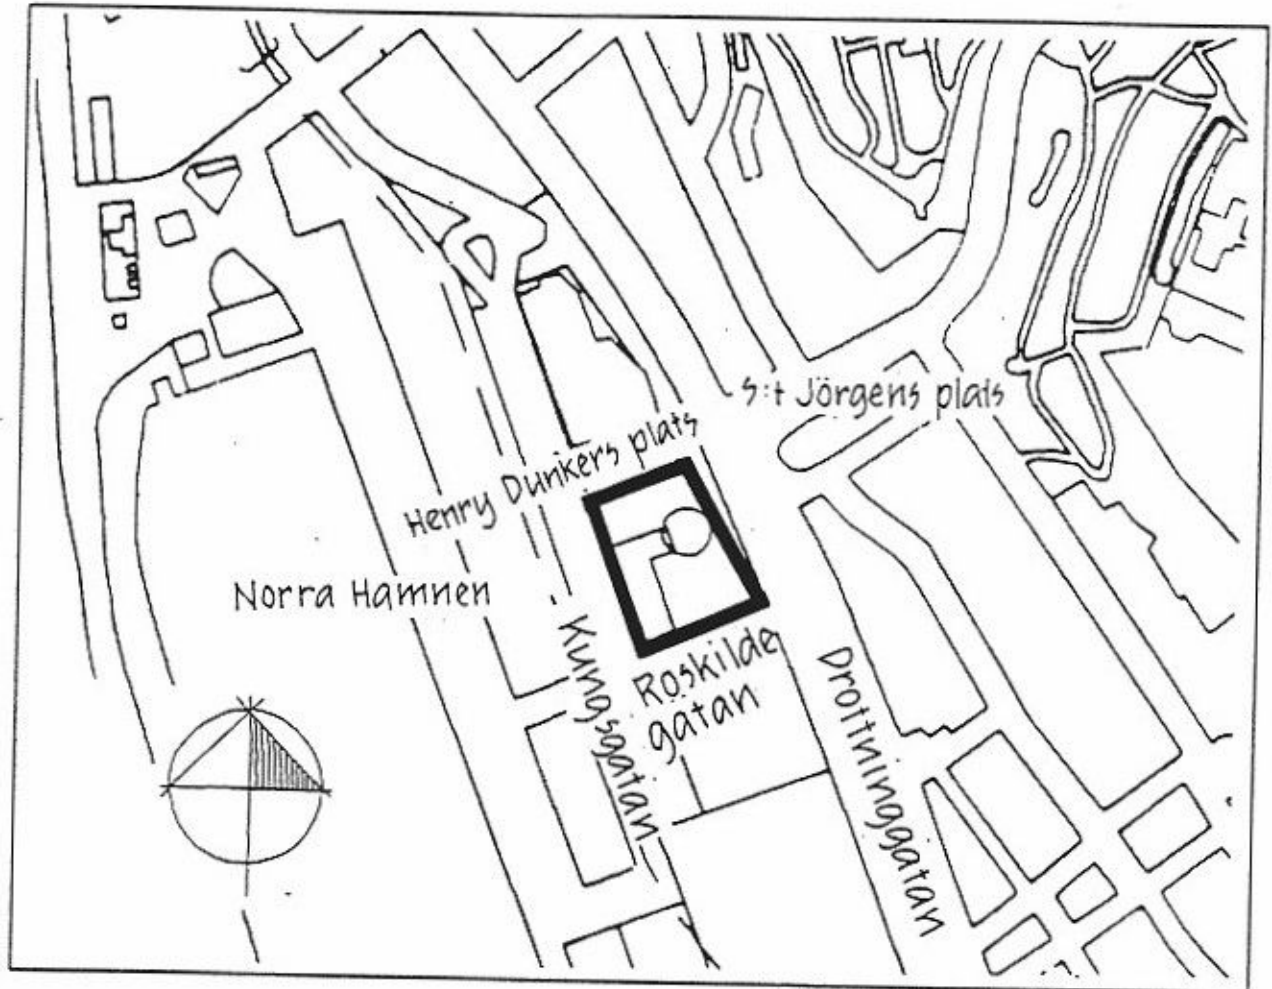 S:t Jörgens plats
Henry Dunkers plats
Norra Hamnen
Kungsgatan
Roskilde
gatan
Drottninggatan